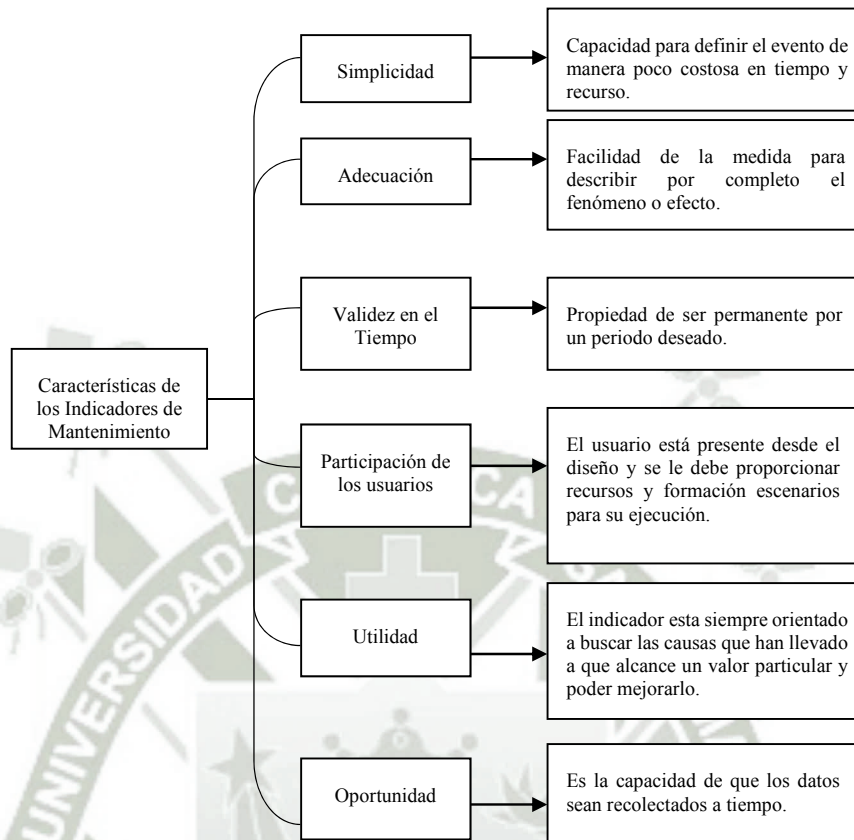 Simplicidad
Capacidad para definir el evento de
manera poco costosa en tiempo y
recurso.
Adecuación
Facilidad de la medida para
describir por completo el
fenómeno o efecto.
Validez en el
Tiempo
Propiedad de ser permanente por
un periodo deseado.
Características de
los Indicadores de
Mantenimiento
Participación de
los usuarios
El usuario está presente desde el
diseño y se le debe proporcionar
recursos y formación escenarios
para su ejecución.
Utilidad
El indicador esta siempre orientado
a buscar las causas que han llevado
a que alcance un valor particular y
poder mejorarlo.
Oportunidad
Es la capacidad de que los datos
sean recolectados a tiempo.
UNIVERSIDAD